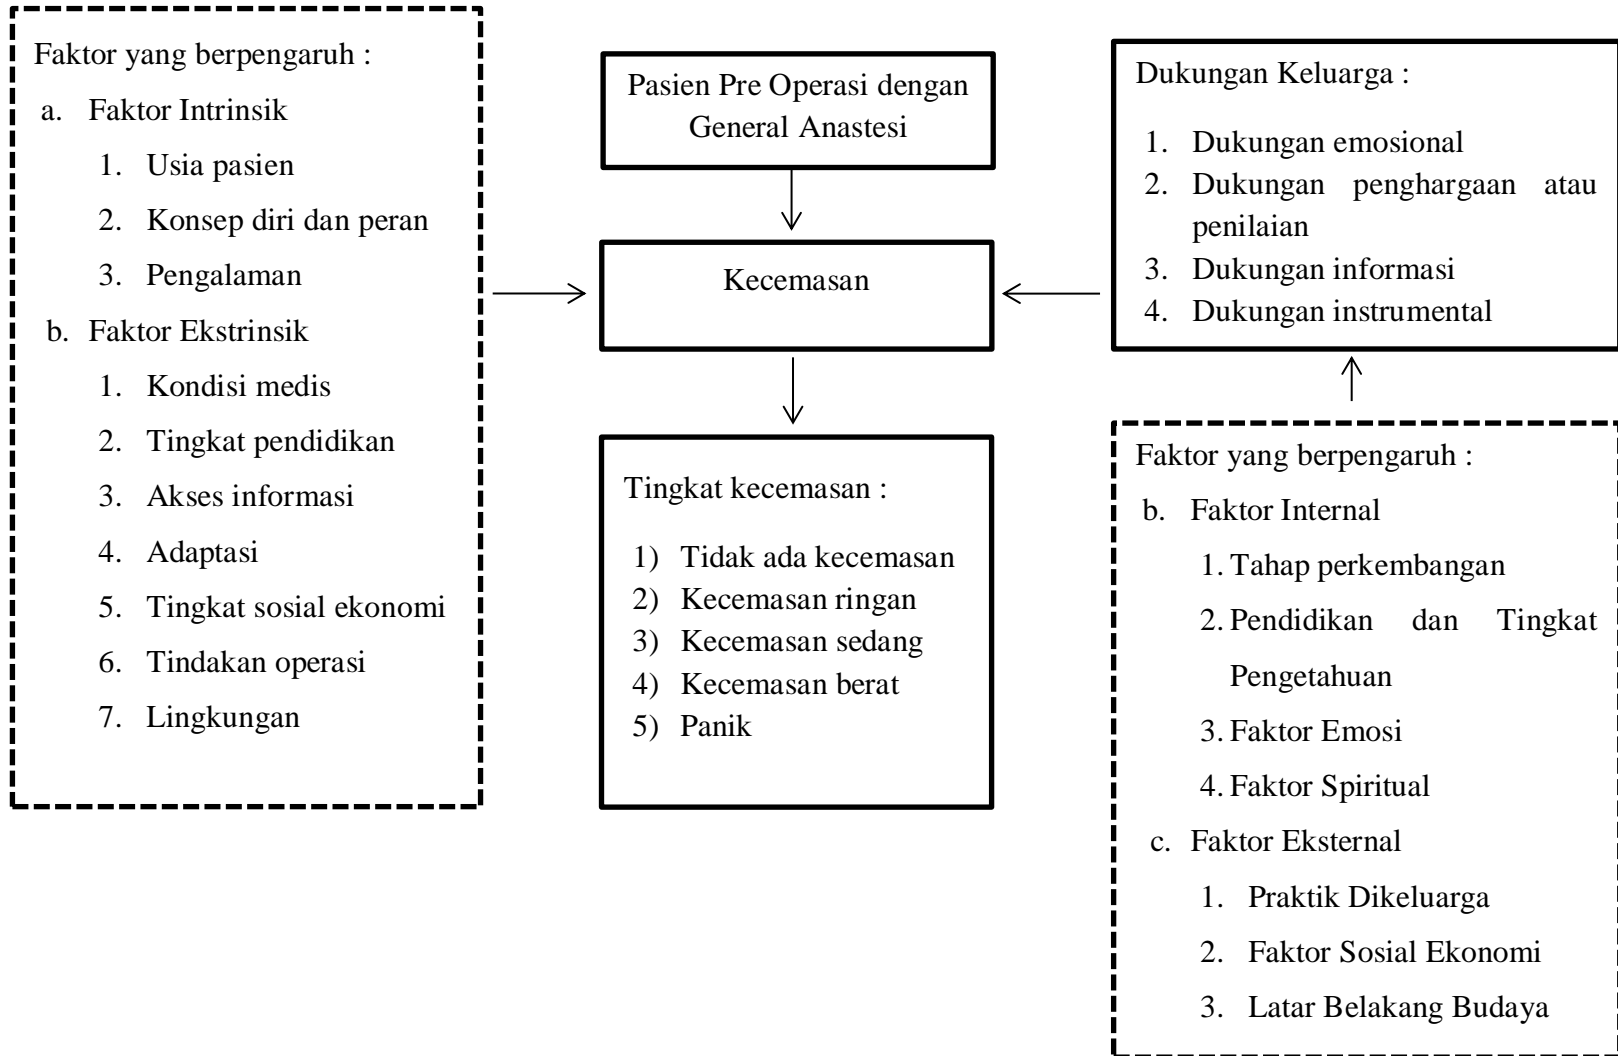 Faktor yang berpengaruh :
a. Faktor Intrinsik
1. Usia pasien
2. Konsep diri dan peran
3. Pengalaman
b. Faktor Ekstrinsik
1. Kondisi medis
2. Tingkat pendidikan
3. Akses informasi
4. Adaptasi
5. Tingkat sosial ekonomi
6. Tindakan operasi
7. Lingkungan
Pasien Pre Operasi dengan
General Anastesi
Kecemasan
Tingkat kecemasan :
1) Tidak ada kecemasan
2) Kecemasan ringan
3) Kecemasan sedang
4) Kecemasan berat
5) Panik
Dukungan Keluarga :
1. Dukungan emosional
2. Dukungan penghargaan atau
penilaian
3. Dukungan informasi
4. Dukungan instrumental
Faktor yang berpengaruh :
b. Faktor Internal
1. Tahap perkembangan
2. Pendidikan dan Tingkat
Pengetahuan
3. Faktor Emosi
4. Faktor Spiritual
c. Faktor Eksternal
1. Praktik Dikeluarga
2. Faktor Sosial Ekonomi
3. Latar Belakang Budaya